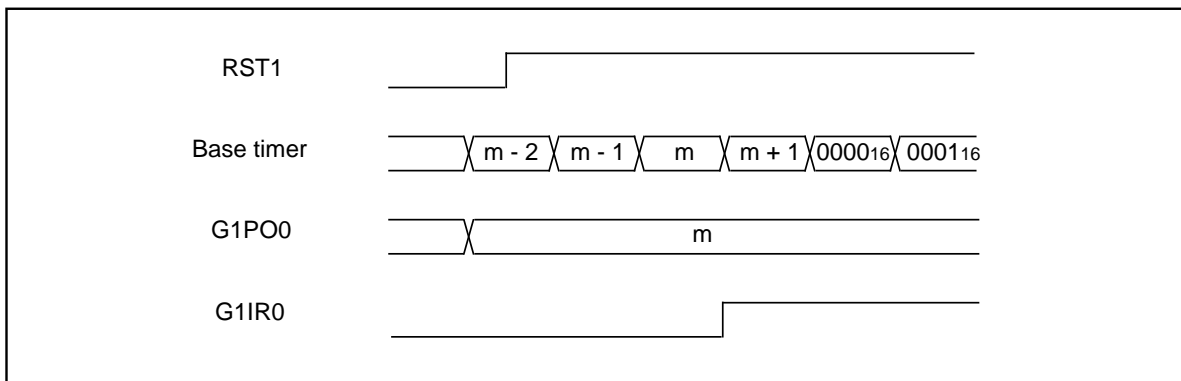 RST1
Base timer
m - 2 m - 1 m m + 1 000016 000116
G1PO0
m
G1IR0